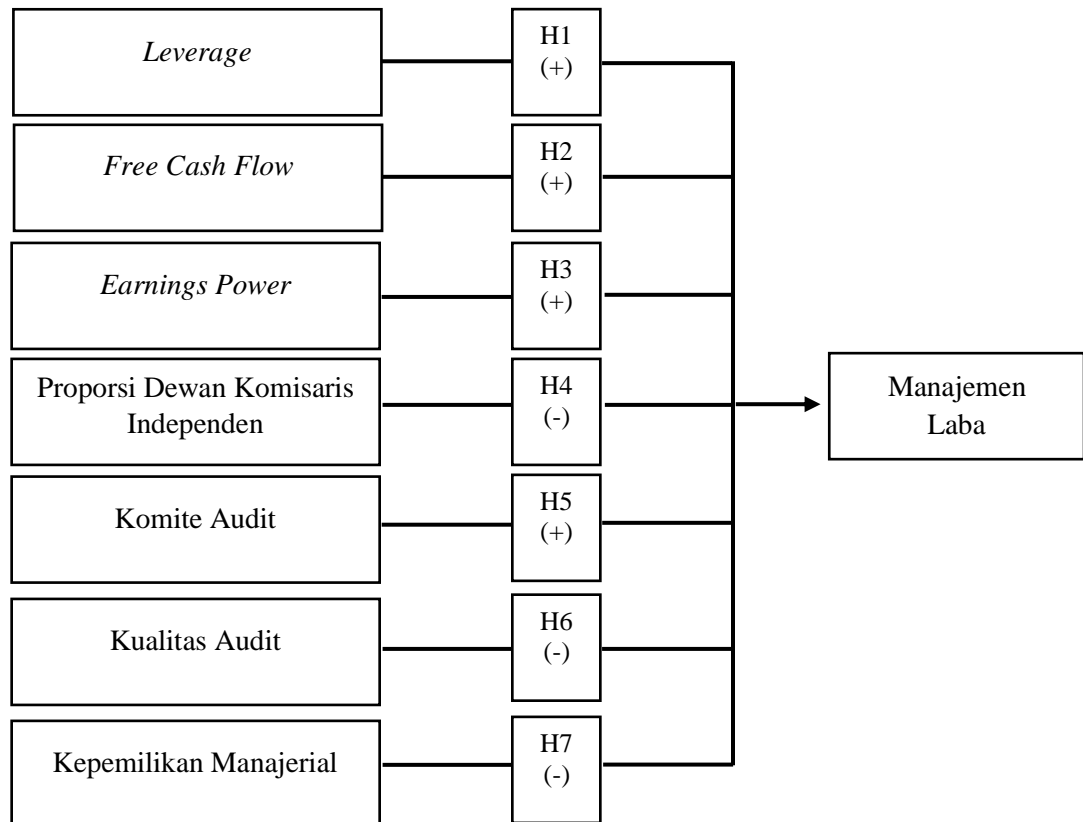 Leverage
H1
(+)
Free Cash Flow
H2
(+)
Earnings Power
H3
(+)
Proporsi Dewan Komisaris
Independen
H4
(-)
Manajemen
Laba
Komite Audit
H5
(+)
Kualitas Audit
H6
(-)
Kepemilikan Manajerial
H7
(-)